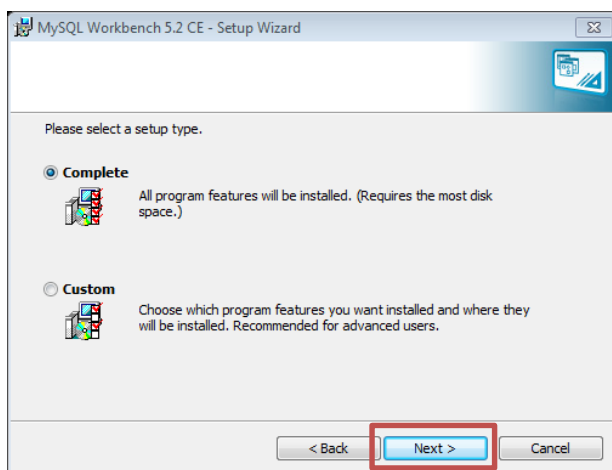 MySQL Workbench 5.2 CE - Setup Wizard
Please select a setup type.
Complete
All program features will be installed. (Requires the most disk
space.)
Custom
Choose which program features you want installed and where they
will be installed. Recommended for advanced users.
< Back
Next >
Cancel